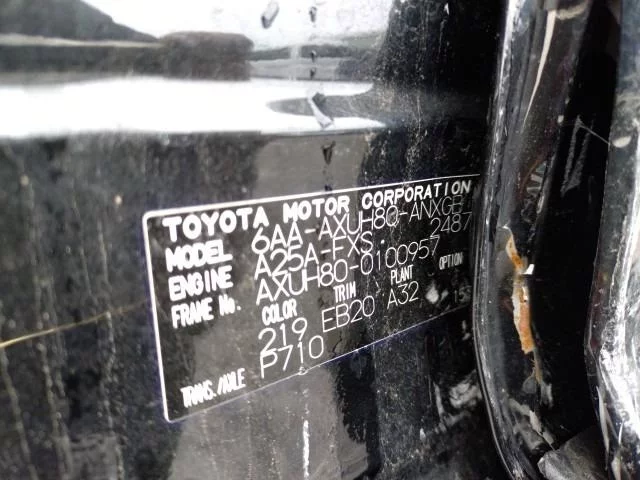 TOYOTA MOTOR CORPORATION
MODEL 6AA-AXUH80-ANXGB
ENGINE A25A-FXS 2487
FRAME No. AXUH80-0100957
COLOR TRIM PLANT OPTION
219 EB20 A32
TRANS./AXLE P710